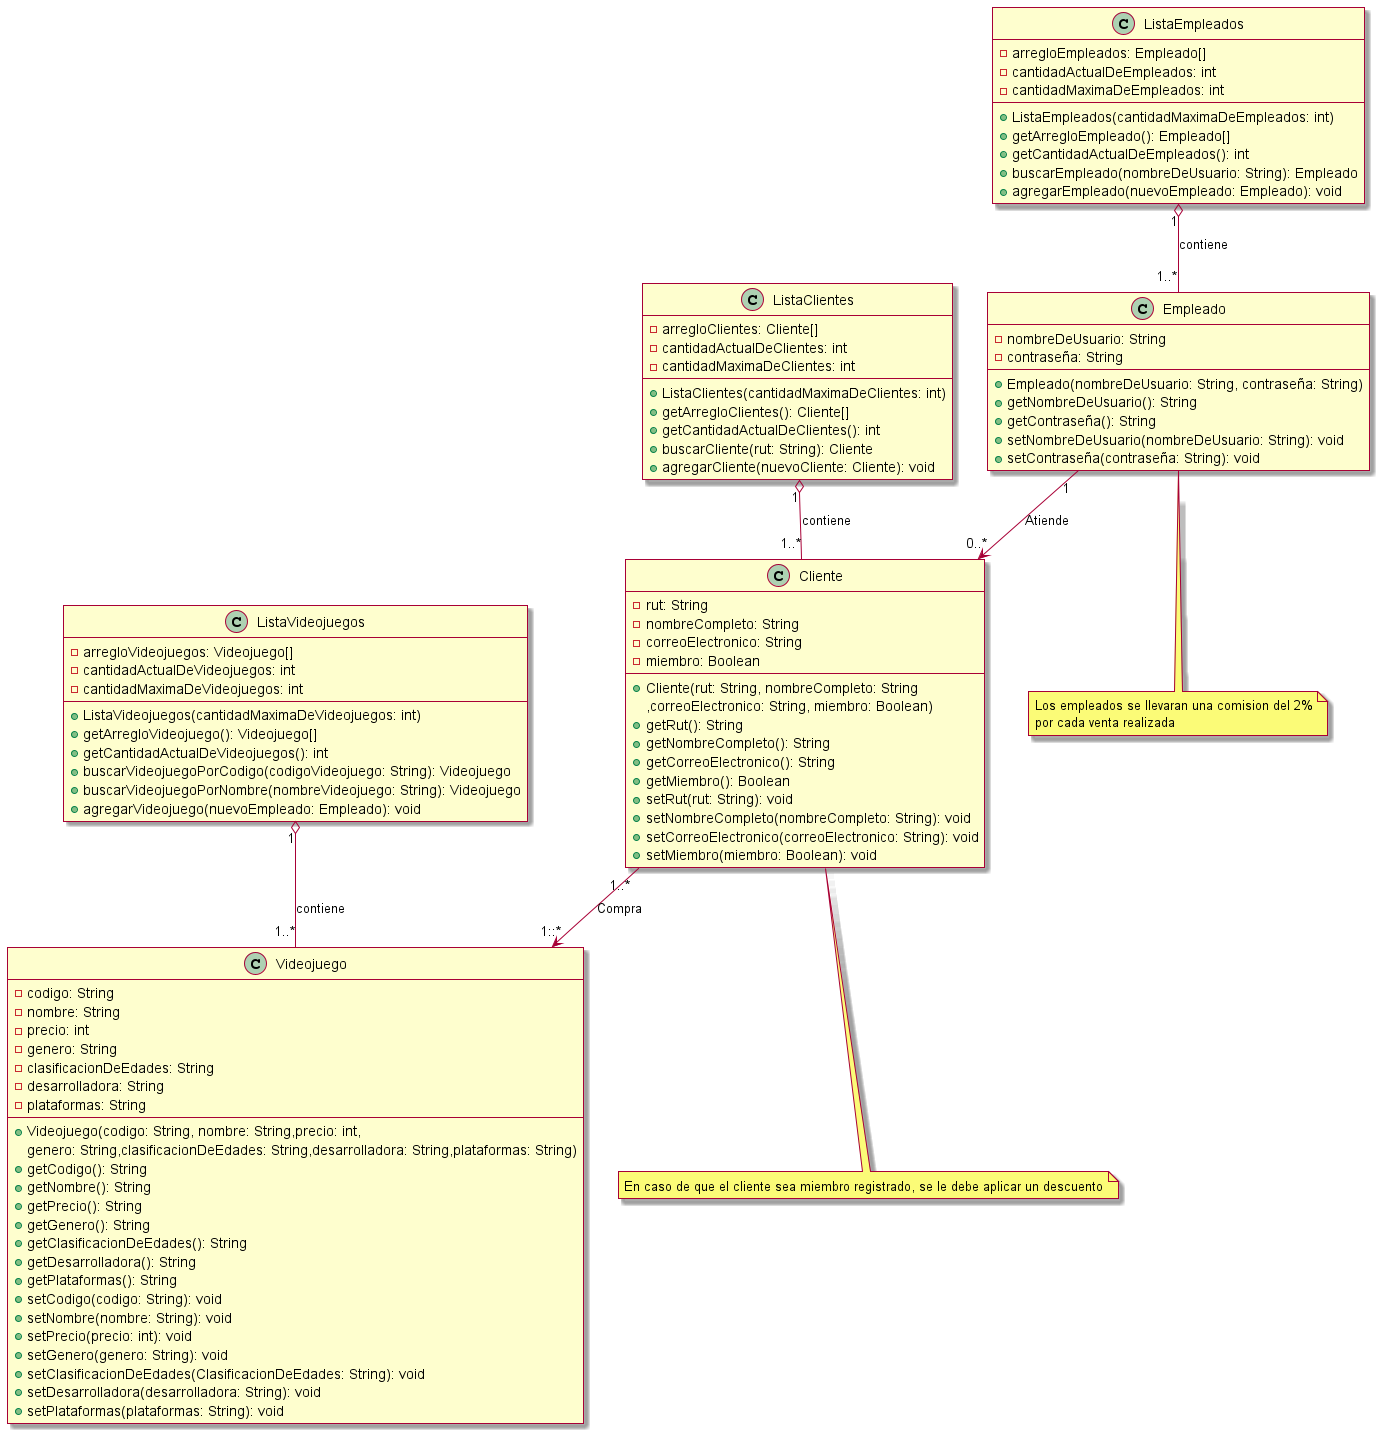 C ListaEmpleados
arregloEmpleados: Empleado[]
cantidadActualDeEmpleados: int
cantidadMaximaDeEmpleados: int
ListaEmpleados(cantidadMaximaDeEmpleados: int)
getArregloEmpleado(): Empleado[]
getCantidadActualDeEmpleados(): int
buscarEmpleado(nombreDeUsuario: String): Empleado
agregarEmpleado(nuevoEmpleado: Empleado): void
1
contiene
1..*
C Empleado
nombreDeUsuario: String
contraseña: String
Empleado(nombreDeUsuario: String, contraseña: String)
getNombreDeUsuario(): String
getContraseña(): String
setNombreDeUsuario(nombreDeUsuario: String): void
setContraseña(contraseña: String): void
C ListaClientes
arregloClientes: Cliente[]
cantidadActualDeClientes: int
cantidadMaximaDeClientes: int
ListaClientes(cantidadMaximaDeClientes: int)
getArregloClientes(): Cliente[]
getCantidadActualDeClientes(): int
buscarCliente(rut: String): Cliente
agregarCliente(nuevoCliente: Cliente): void
1
contiene
1..*
1
Atiende
0..*
C Cliente
rut: String
nombreCompleto: String
correoElectronico: String
miembro: Boolean
Cliente(rut: String, nombreCompleto: String
,correoElectronico: String, miembro: Boolean)
getRut(): String
getNombreCompleto(): String
getCorreoElectronico(): String
getMiembro(): Boolean
setRut(rut: String): void
setNombreCompleto(nombreCompleto: String): void
setCorreoElectronico(correoElectronico: String): void
setMiembro(miembro: Boolean): void
Los empleados se llevaran una comision del 2%
por cada venta realizada
C ListaVideojuegos
arregloVideojuegos: Videojuego[]
cantidadActualDeVideojuegos: int
cantidadMaximaDeVideojuegos: int
ListaVideojuegos(cantidadMaximaDeVideojuegos: int)
getArregloVideojuego(): Videojuego[]
getCantidadActualDeVideojuegos(): int
buscarVideojuegoPorCodigo(codigoVideojuego: String): Videojuego
buscarVideojuegoPorNombre(nombreVideojuego: String): Videojuego
agregarVideojuego(nuevoEmpleado: Empleado): void
1
contiene
1..*
1..*
Compra
1::*
C Videojuego
codigo: String
nombre: String
precio: int
genero: String
clasificacionDeEdades: String
desarrolladora: String
plataformas: String
Videojuego(codigo: String, nombre: String,precio: int,
genero: String,clasificacionDeEdades: String,desarrolladora: String,plataformas: String)
getCodigo(): String
getNombre(): String
getPrecio(): String
getGenero(): String
getClasificacionDeEdades(): String
getDesarrolladora(): String
getPlataformas(): String
setCodigo(codigo: String): void
setNombre(nombre: String): void
setPrecio(precio: int): void
setGenero(genero: String): void
setClasificacionDeEdades(ClasificacionDeEdades: String): void
setDesarrolladora(desarrolladora: String): void
setPlataformas(plataformas: String): void
En caso de que el cliente sea miembro registrado, se le debe aplicar un descuento